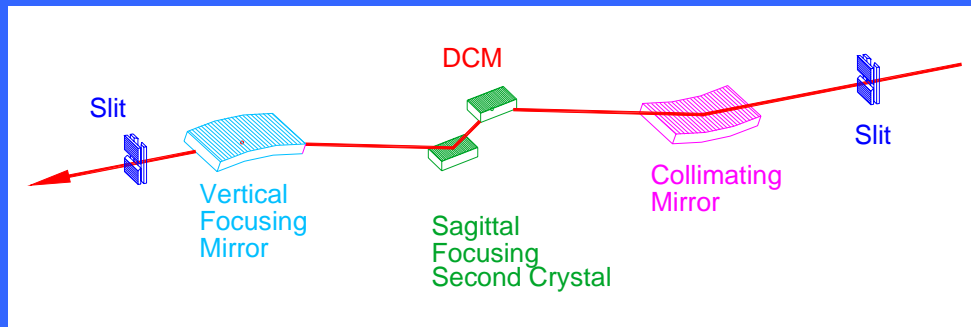 DCM
Slit
Slit
Collimating
Mirror
Vertical
Focusing
Mirror
Sagittal
Focusing
Second Crystal